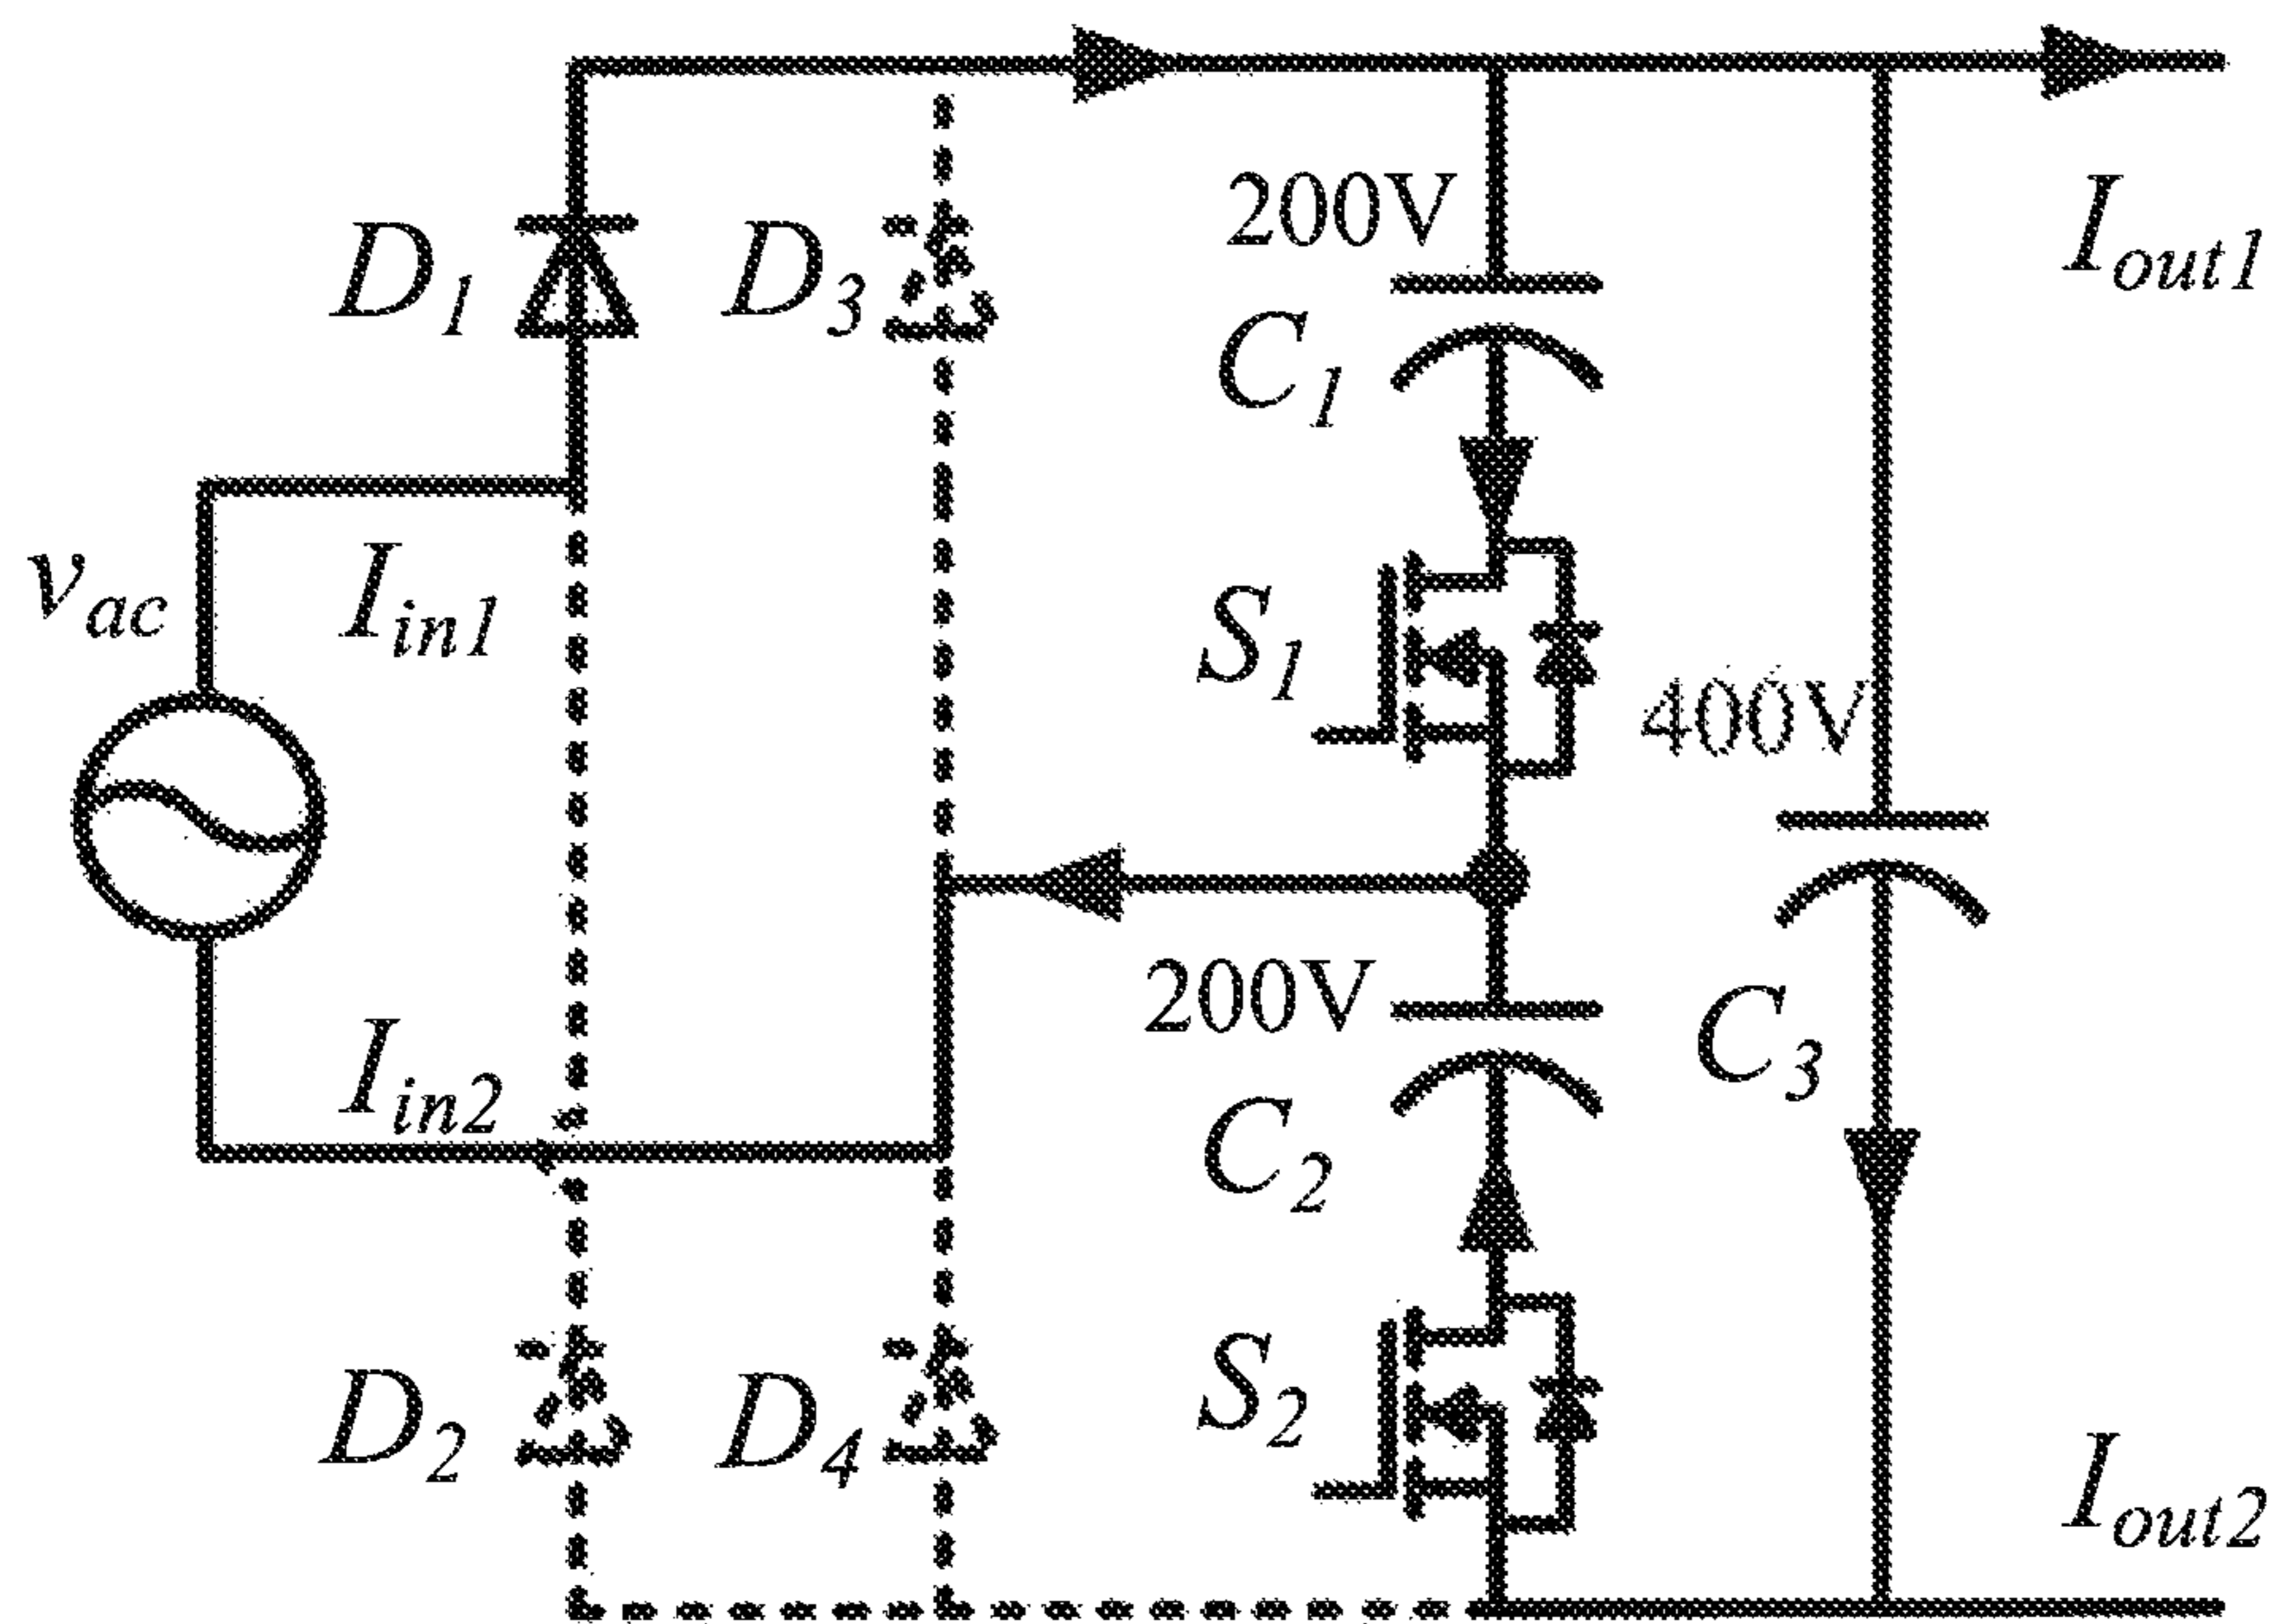 200V
I_out1
D_1
D_3
C_1
v_ac
I_in1
S_1
400V
200V
I_in2
C_3
C_2
D_2
D_4
S_2
I_out2